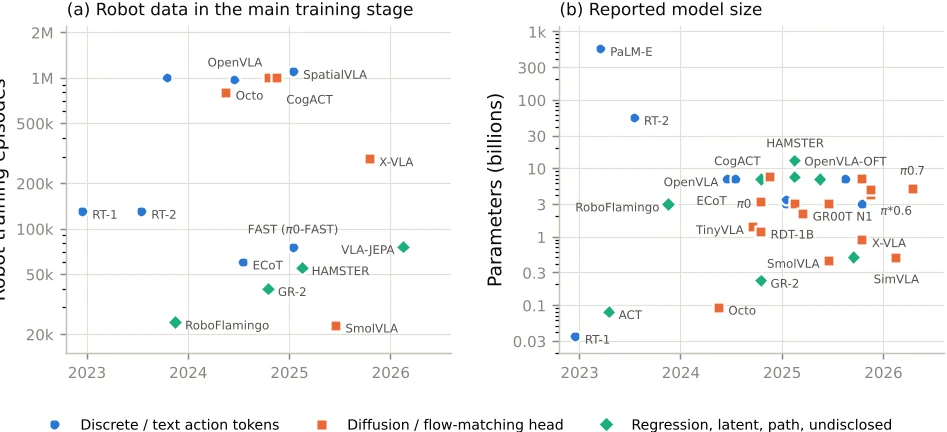 (a) Robot data in the main training stage
2M
1M
500k
200k
100k
50k
20k
OpenVLA
SpatialVLA
Octo
CogACT
X-VLA
RT-1
RT-2
FAST (π0-FAST)
VLA-JEPA
ECoT
HAMSTER
GR-2
RoboFlamingo
SmolVLA
2023
2024
2025
2026
Robot training episodes
(b) Reported model size
Parameters (billions)
1k
300
100
30
10
3
1
0.3
0.1
0.03
PaLM-E
RT-2
HAMSTER
CogACT
OpenVLA-OFT
π0.7
OpenVLA
ECoT
π0
RoboFlamingo
GR00T N1
π*0.6
TinyVLA
RDT-1B
X-VLA
SmolVLA
SimVLA
GR-2
Octo
ACT
RT-1
2023
2024
2025
2026
Discrete / text action tokens
Diffusion / flow-matching head
Regression, latent, path, undisclosed